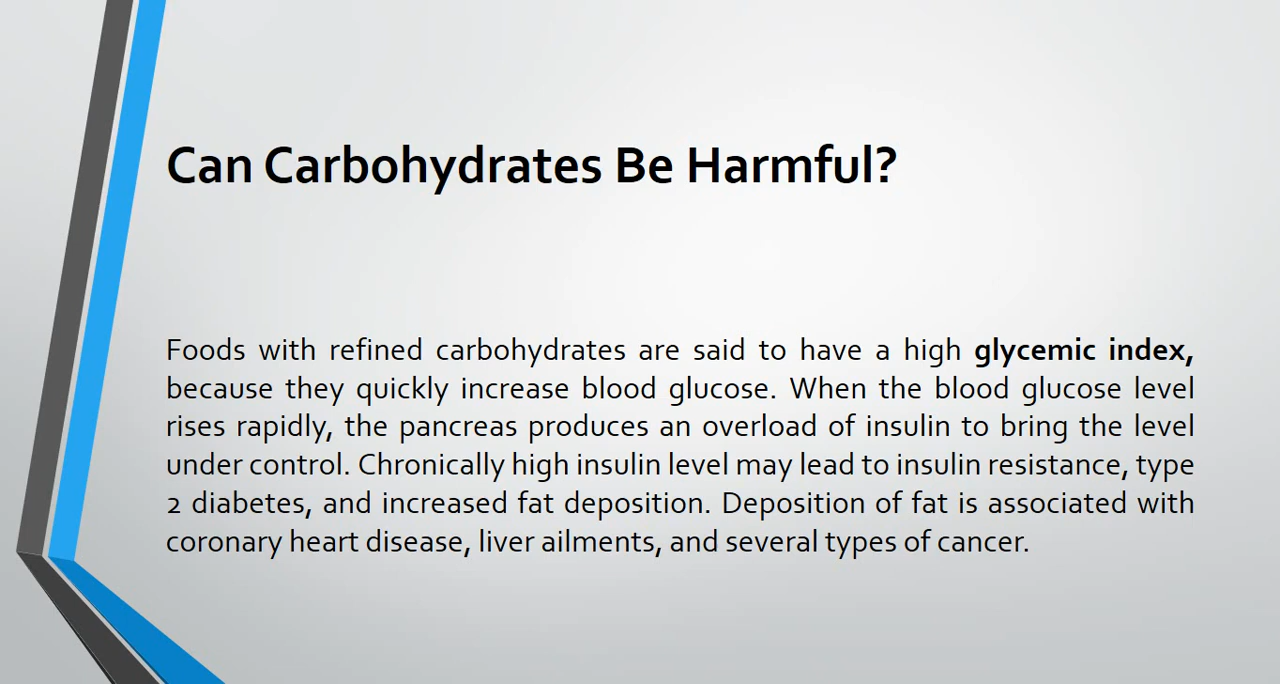 Can Carbohydrates Be Harmful?
Foods with refined carbohydrates are said to have a high glycemic index,
because they quickly increase blood glucose. When the blood glucose level
rises rapidly, the pancreas produces an overload of insulin to bring the level
under control. Chronically high insulin level may lead to insulin resistance, type
2 diabetes, and increased fat deposition. Deposition of fat is associated with
coronary heart disease, liver ailments, and several types of cancer.